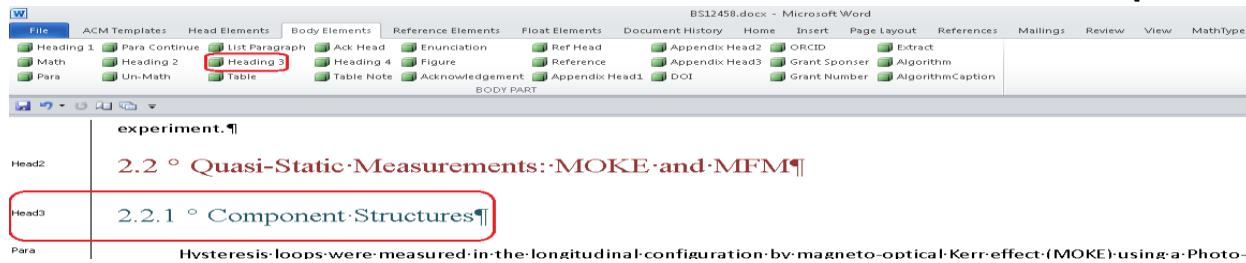 BS12458.docx - Microsoft Word
File ACM Templates Head Elements Body Elements Reference Elements Float Elements Document History Home Insert Page Layout References Mailings Review View MathType
Heading 1 Para Continue List Paragraph Ack Head Enunciation Ref Head Appendix Head2 ORCID Extract
Math Heading 2 Heading 3 Heading 4 Figure Reference Appendix Head3 Grant Sponser Algorithm
Para Un-Math Table Table Note Acknowledgement Appendix Head1 DOI Grant Number AlgorithmCaption
BODY PART
experiment.¶
Head2 2.2 ° Quasi-Static·Measurements:·MOKE·and·MFM¶
Head3 2.2.1 ° Component·Structures¶
Para Hysteresis·loops·were·measured·in·the·longitudinal·configuration·by·magneto-optical·Kerr·effect·(MOKE)·using·a·Photo-